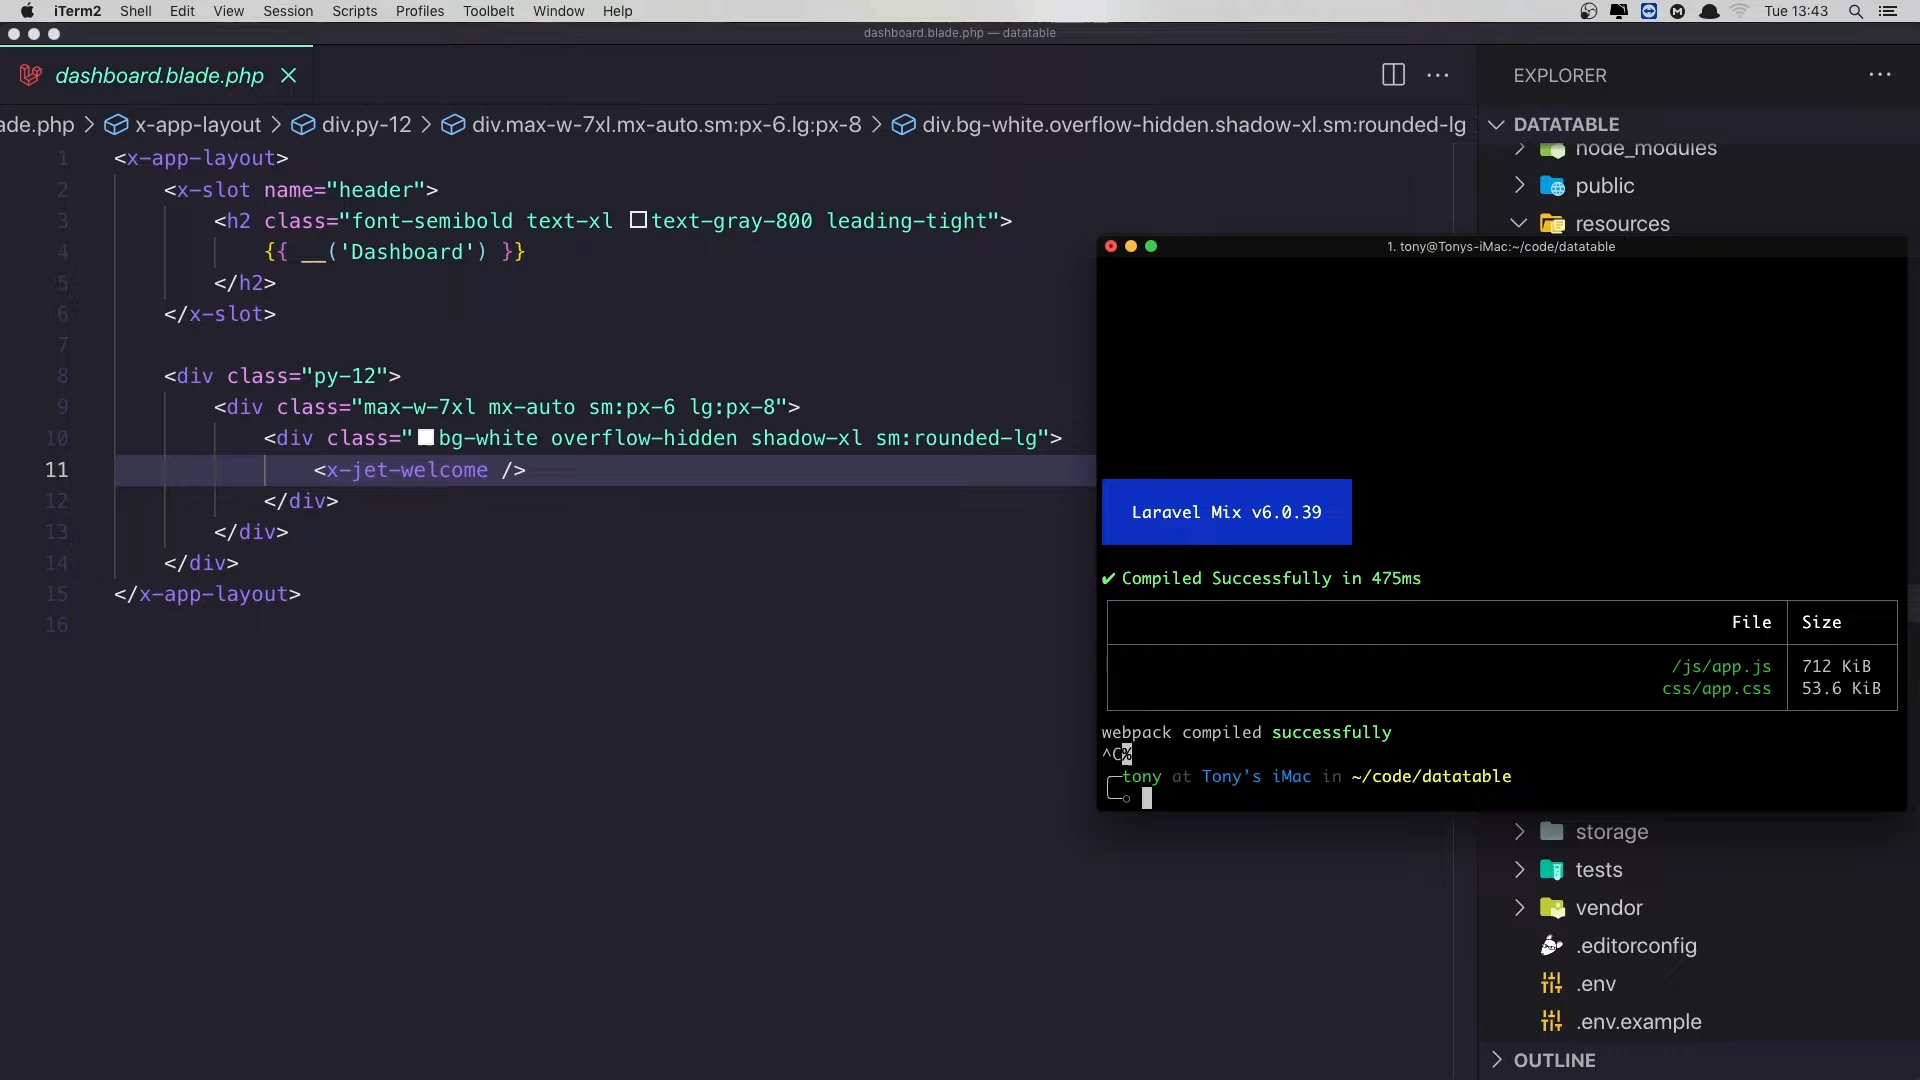 iTerm2 Shell Edit View Session Scripts Profiles Toolbelt Window Help Tue 13:43
dashboard.blade.php — datatable
dashboard.blade.php
ade.php > x-app-layout > div.py-12 > div.max-w-7xl.mx-auto.sm:px-6.lg:px-8 > div.bg-white.overflow-hidden.shadow-xl.sm:rounded-lg
1 <x-app-layout>
2 <x-slot name="header">
3 <h2 class="font-semibold text-xl text-gray-800 leading-tight">
4 {{ __('Dashboard') }}
5 </h2>
6 </x-slot>
7
8 <div class="py-12">
9 <div class="max-w-7xl mx-auto sm:px-6 lg:px-8">
10 <div class="bg-white overflow-hidden shadow-xl sm:rounded-lg">
11 <x-jet-welcome />
12 </div>
13 </div>
14 </div>
15 </x-app-layout>
16
EXPLORER
DATATABLE
node_modules
public
resources
1. tony@Tonys-iMac:~/code/datatable
Laravel Mix v6.0.39
✔ Compiled Successfully in 475ms
File Size
/js/app.js 712 KiB
css/app.css 53.6 KiB
webpack compiled successfully
^C%
tony at Tony's iMac in ~/code/datatable
storage
tests
vendor
.editorconfig
.env
.env.example
OUTLINE